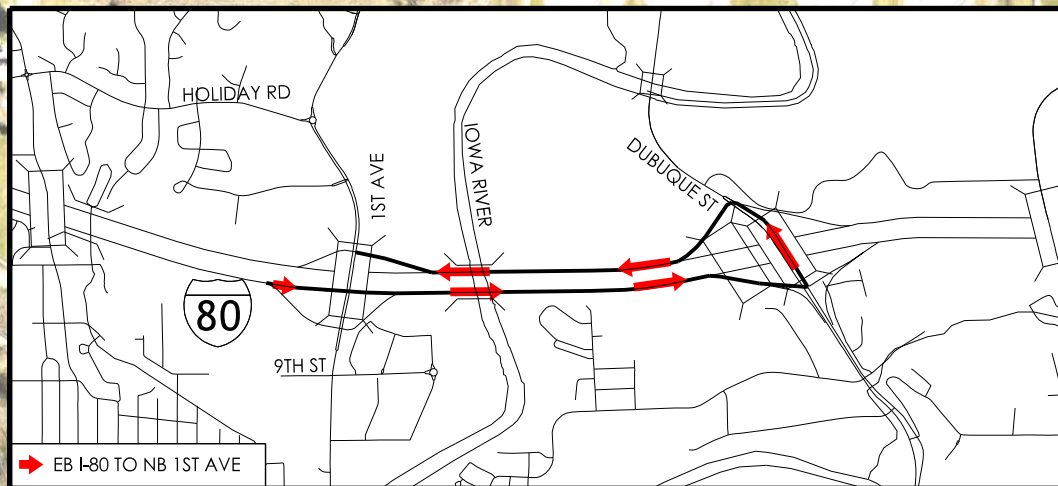 HOLIDAY RD
1ST AVE
IOWA RIVER
DUBUQUE ST
80
9TH ST
EB I-80 TO NB 1ST AVE